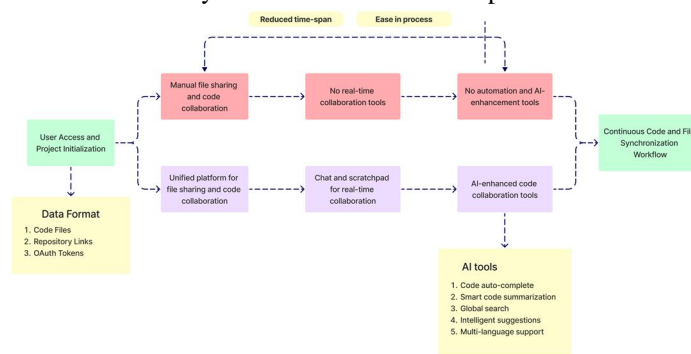 Reduced time-span
Ease in process
Manual file sharing
and code
collaboration
No real-time
collaboration tools
No automation and AI-
enhancement tools
User Access and
Project Initialization
Continuous Code and Fil
Synchronization
Workflow
Unified platform for
file sharing and code
collaboration
Chat and scratchpad
for real-time
collaboration
AI-enhanced code
collaboration tools
Data Format
1. Code Files
2. Repository Links
3. OAuth Tokens
AI tools
1. Code auto-complete
2. Smart code summarization
3. Global search
4. Intelligent suggestions
5. Multi-language support